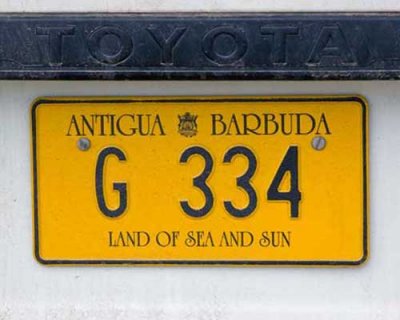 TOYOTA
ANTIGUA BARBUDA
G 334
LAND OF SEA AND SUN